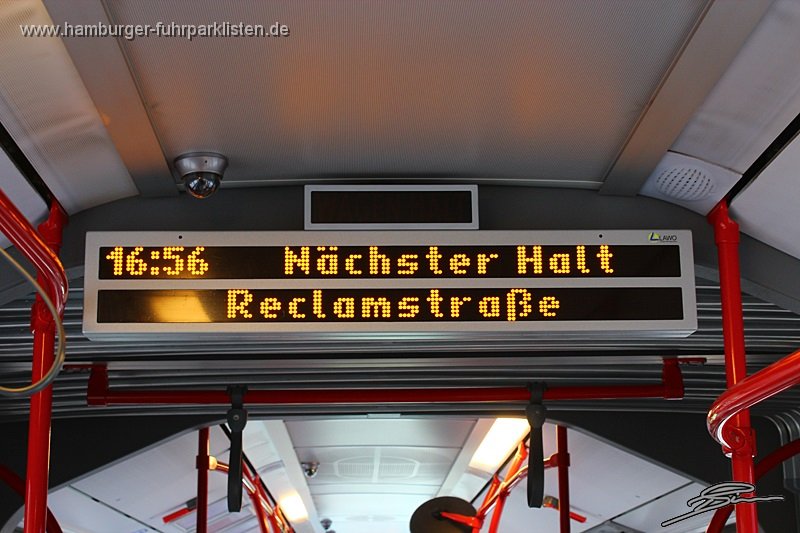 www.hamburger-fuhrparklisten.de
LAWO
16:56 Nächster Halt
Reclamstraße